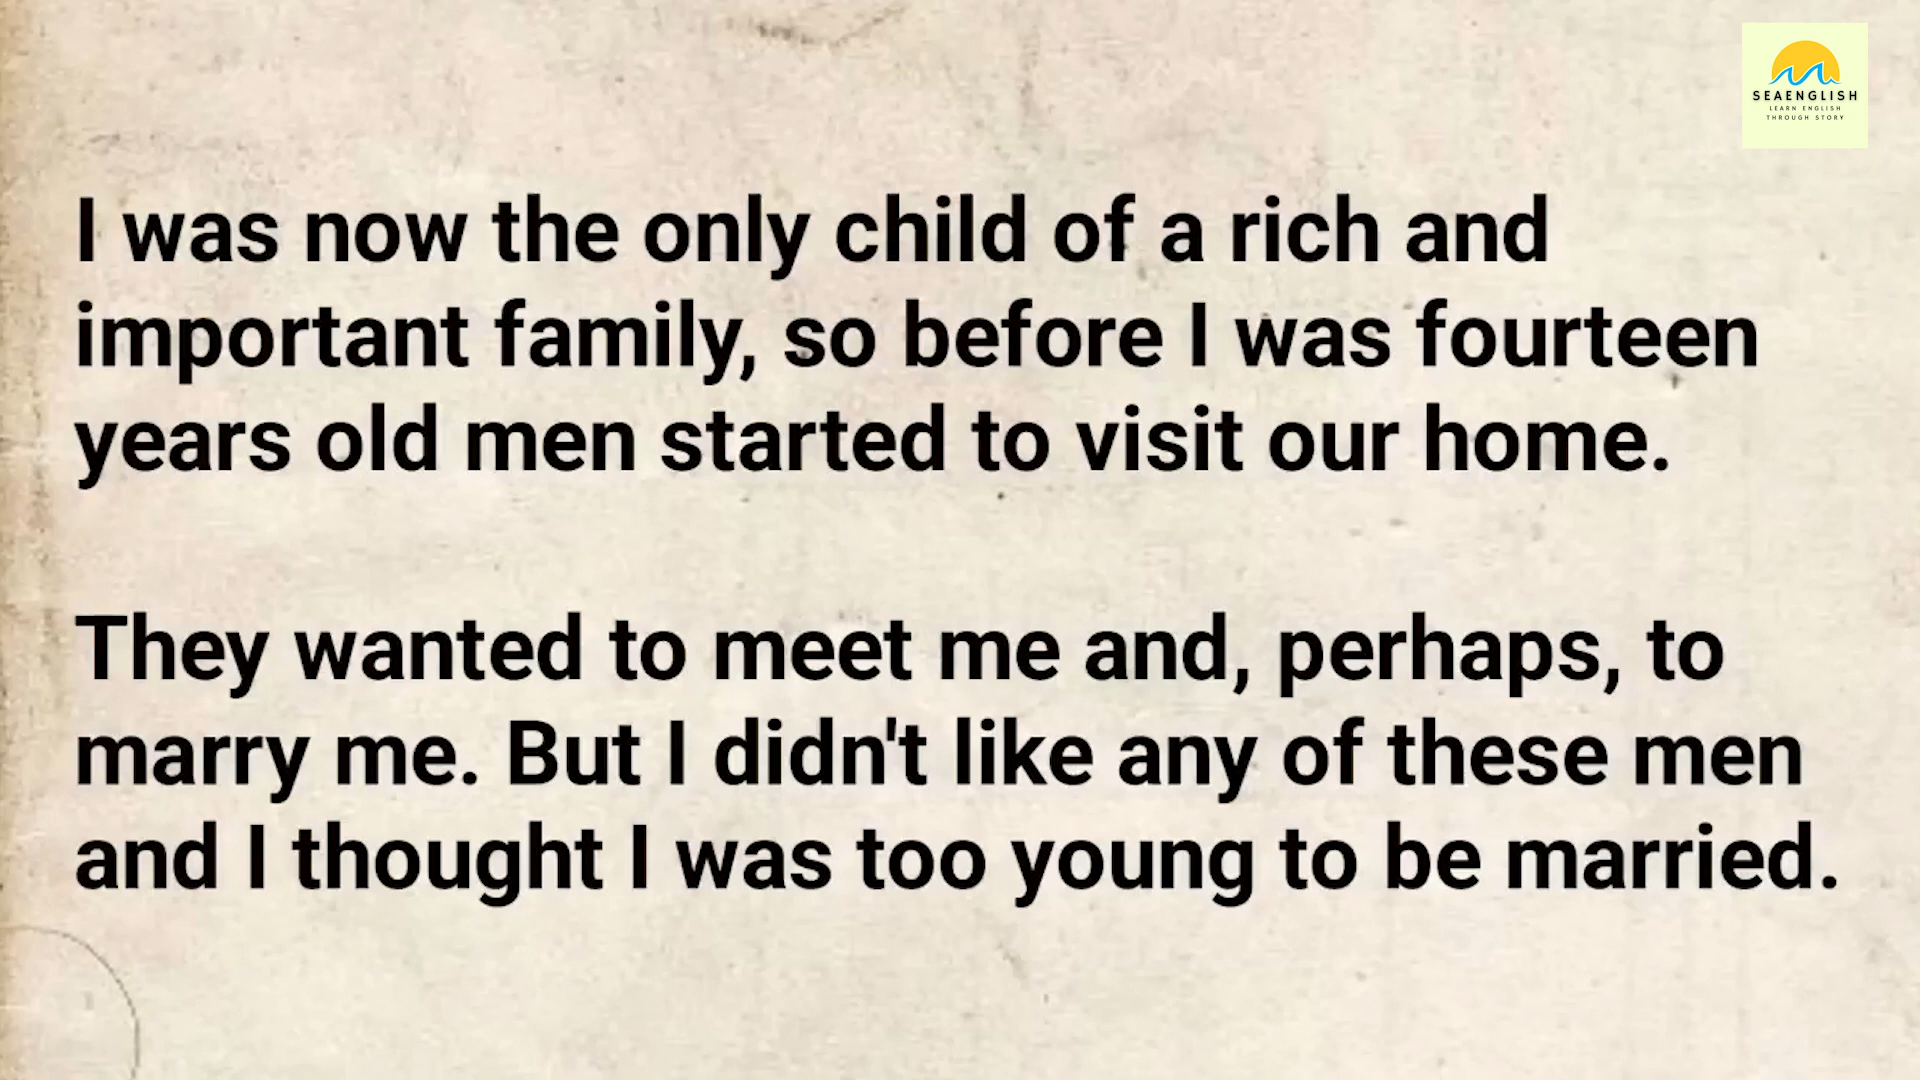 SEAENGLISH
LEARN ENGLISH
THROUGH STORY
I was now the only child of a rich and
important family, so before I was fourteen
years old men started to visit our home.
They wanted to meet me and, perhaps, to
marry me. But I didn't like any of these men
and I thought I was too young to be married.